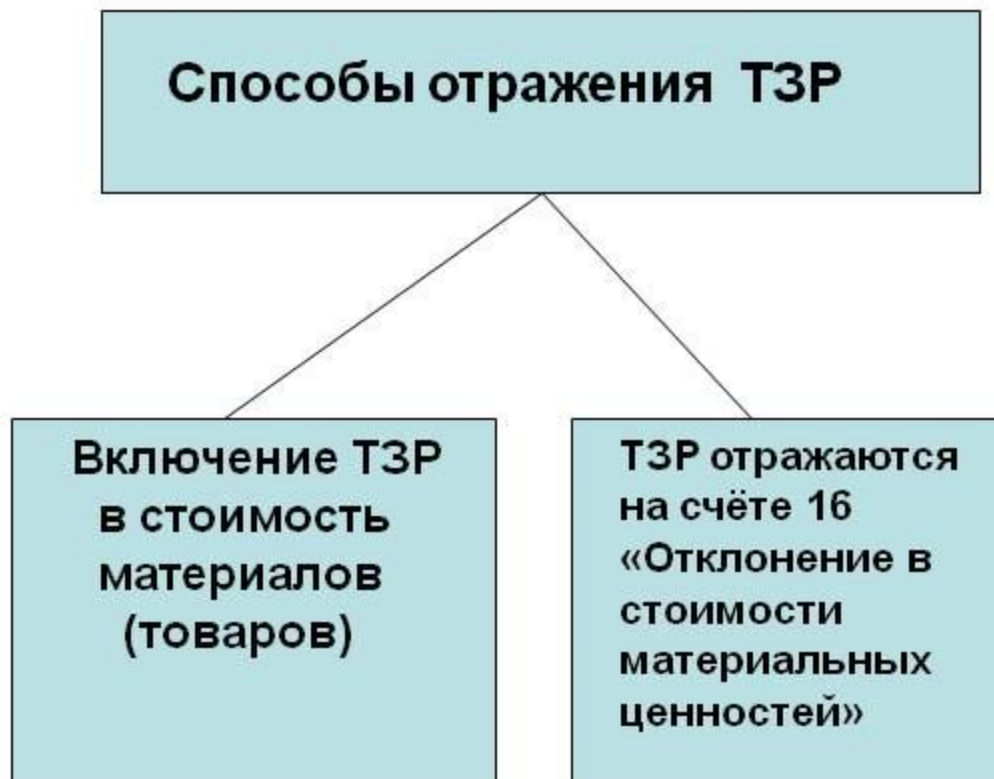 Способы отражения ТЗР
Включение ТЗР
в стоимость
материалов
(товаров)
ТЗР отражаются
на счёте 16
«Отклонение в
стоимости
материальных
ценностей»